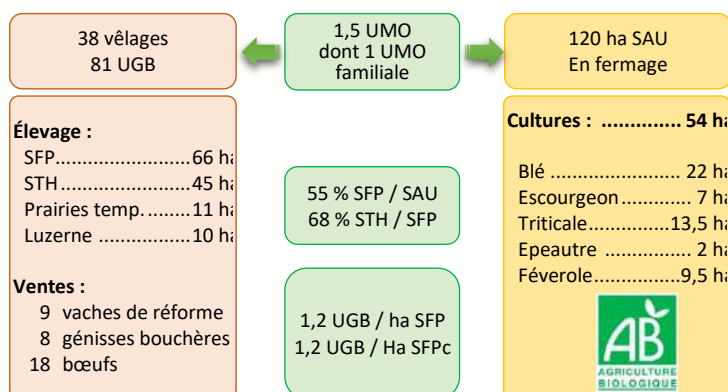 38 vêlages
81 UGB
1,5 UMO
dont 1 UMO
familiale
120 ha SAU
En fermage
Élevage :
SFP..................66 ha
STH..................45 ha
Prairies temp. ......11 ha
Luzerne ..............10 ha
Ventes :
9 vaches de réforme
8 génisses bouchères
18 bœufs
55 % SFP / SAU
68 % STH / SFP
1,2 UGB / ha SFP
1,2 UGB / Ha SFPc
Cultures : .............. 54 ha
Blé ..................... 22 ha
Escourgeon............ 7 ha
Triticale................13,5 ha
Epeautre ................ 2 ha
Féverole................9,5 ha
AB
AGRICULTURE
BIOLOGIQUE